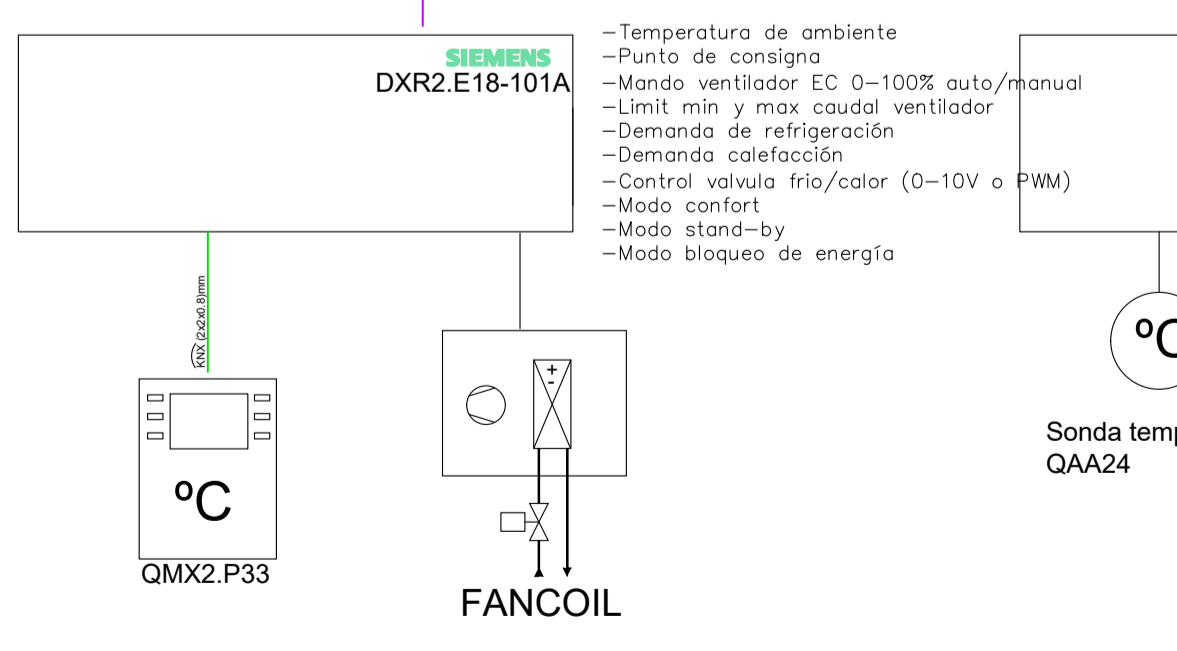 SIEMENS
DXR2.E18-101A
-Temperatura de ambiente
-Punto de consigna
-Mando ventilador EC 0-100% auto/manual
-Limit min y max caudal ventilador
-Demanda de refrigeración
-Demanda calefacción
-Control valvula frio/calor (0-10V o PWM)
-Modo confort
-Modo stand-by
-Modo bloqueo de energía
KNX (2x2x0.8)mm
+
-
ºC
QMX2.P33
FANCOIL
ºC
Sonda temp
QAA24